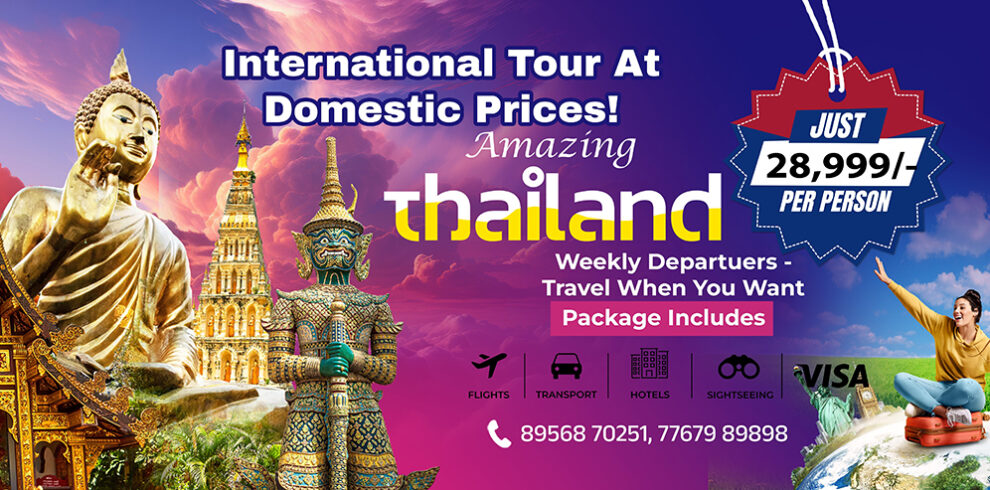 International Tour At
Domestic Prices!
Amazing
thailand
JUST
28,999/-
PER PERSON
Weekly Departuers -
Travel When You Want
Package Includes
FLIGHTS
TRANSPORT
HOTELS
SIGHTSEEING
VISA
89568 70251, 77679 89898